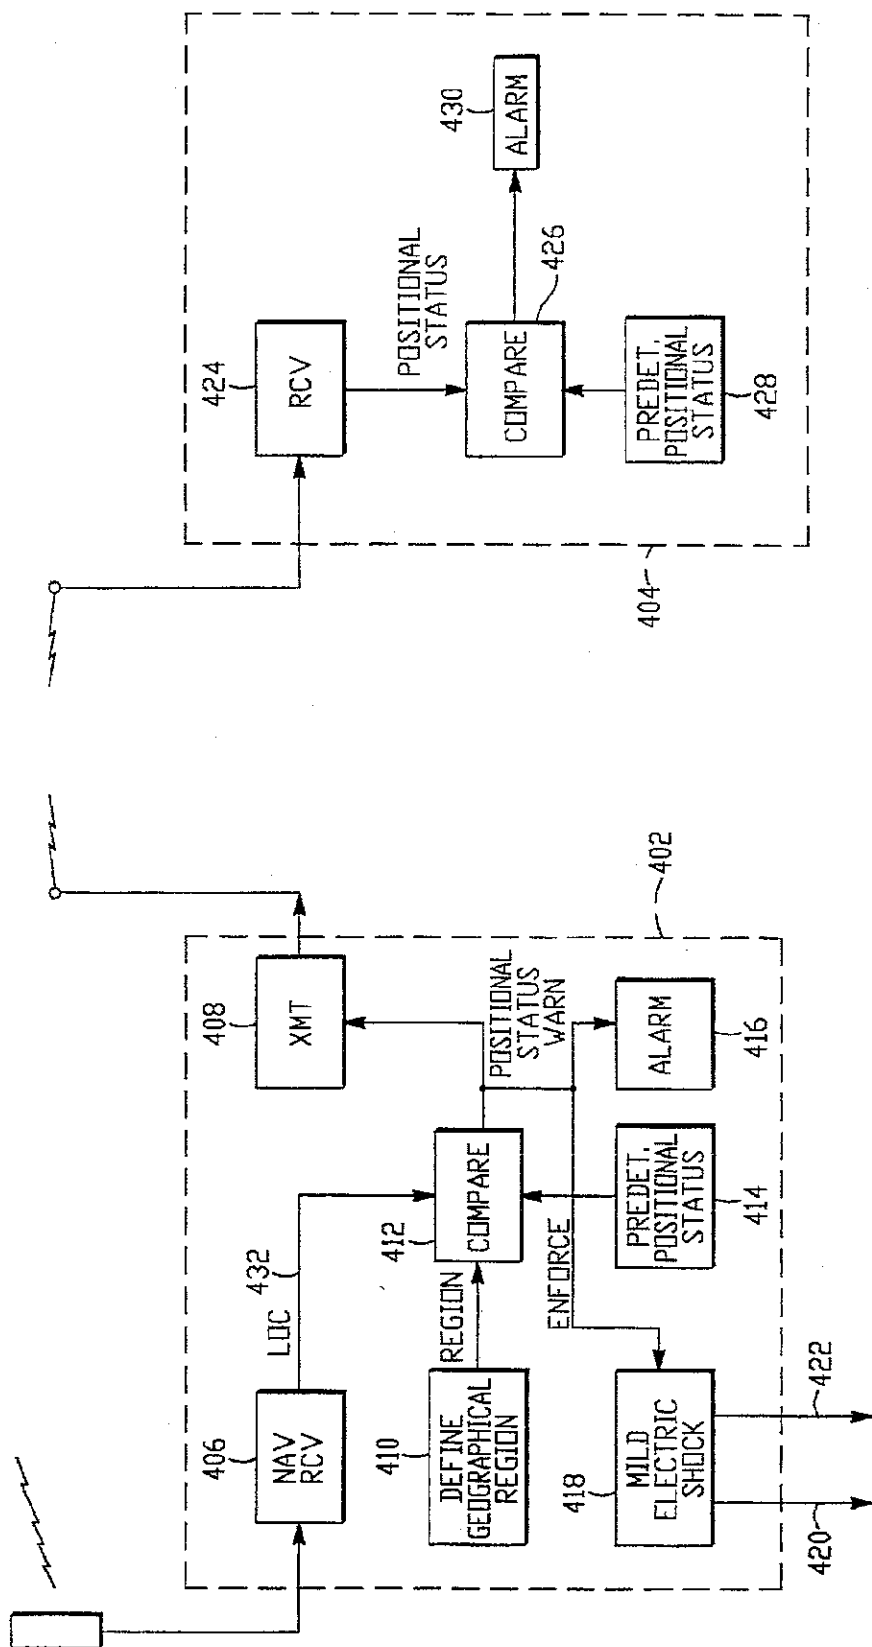 406
NAV
RCV
LOC
432
408
XMT
410
DEFINE
GEOGRAPHICAL
REGION
REGION
412
COMPARE
POSITIONAL
STATUS
WARN
ENFORCE
418
MILD
ELECTRIC
SHOCK
PREDET.
POSITIONAL
STATUS
414
ALARM
416
420
422
402
424
RCV
POSITIONAL
STATUS
COMPARE
426
430
ALARM
PREDET.
POSITIONAL
STATUS
428
404